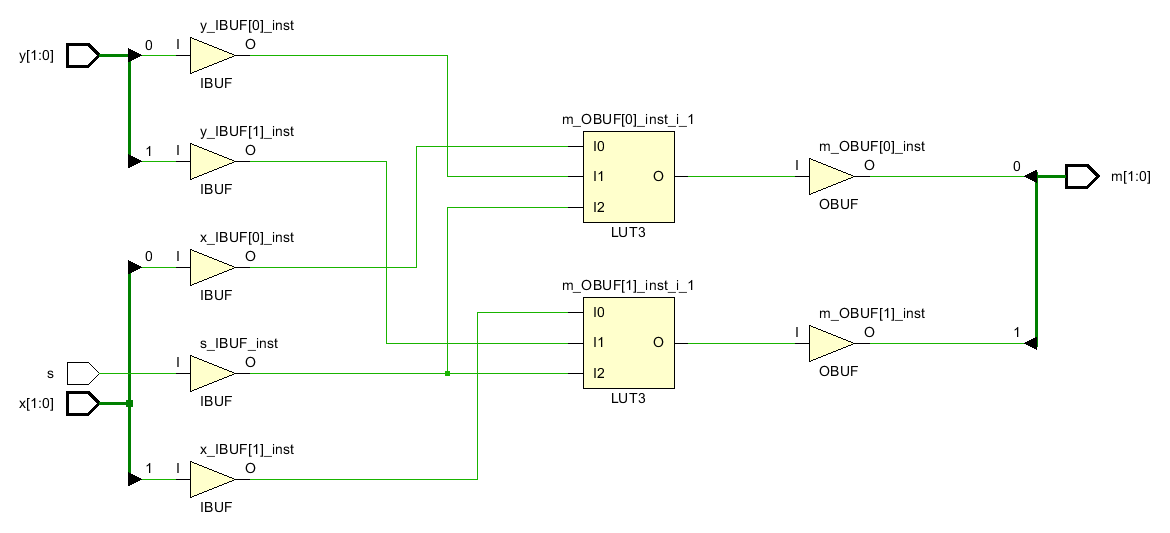 y_IBUF[0]_inst
y[1:0]
0
I
O
IBUF
y_IBUF[1]_inst
1
I
O
IBUF
x_IBUF[0]_inst
0
I
O
IBUF
s_IBUF_inst
s
I
O
IBUF
x[1:0]
x_IBUF[1]_inst
1
I
O
IBUF
m_OBUF[0]_inst_i_1
I0
I1
O
I2
LUT3
m_OBUF[1]_inst_i_1
I0
I1
O
I2
LUT3
m_OBUF[0]_inst
I
O
OBUF
m_OBUF[1]_inst
I
O
OBUF
0
m[1:0]
1